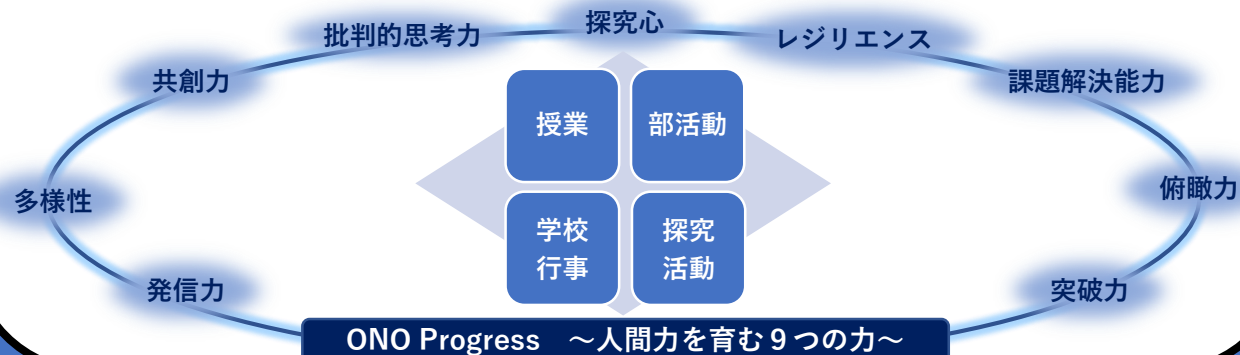 探究心
批判的思考力
レジリエンス
共創力
課題解決能力
授業
部活動
多様性
俯瞰力
学校
行事
探究
活動
発信力
突破力
ONO Progress　～人間力を育む９つの力～